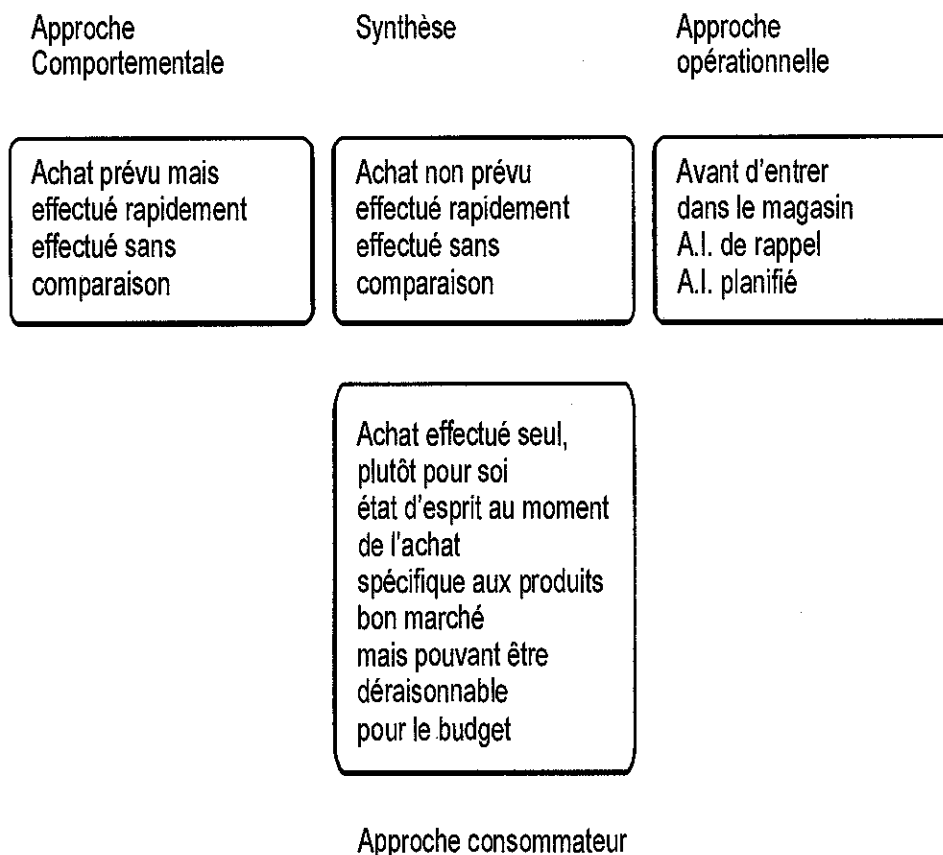 Approche
Comportementale
Synthèse
Approche
opérationnelle
Achat prévu mais
effectué rapidement
effectué sans
comparaison
Achat non prévu
effectué rapidement
effectué sans
comparaison
Avant d'entrer
dans le magasin
A.I. de rappel
A.I. planifié
Achat effectué seul,
plutôt pour soi
état d'esprit au moment
de l'achat
spécifique aux produits
bon marché
mais pouvant être
déraisonnable
pour le budget
Approche consommateur